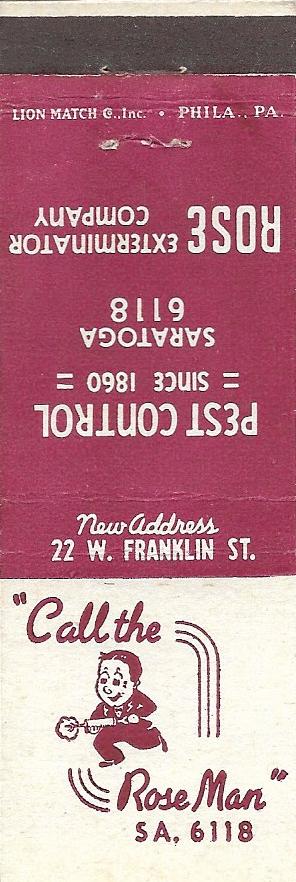 LION MATCH Co., Inc. • PHILA., PA.
ROSE EXTERMINATOR
COMPANY
SARATOGA
6118
PEST CONTROL
= SINCE 1860 =
New Address
22 W. FRANKLIN ST.
"Call the
Rose Man"
SA. 6118